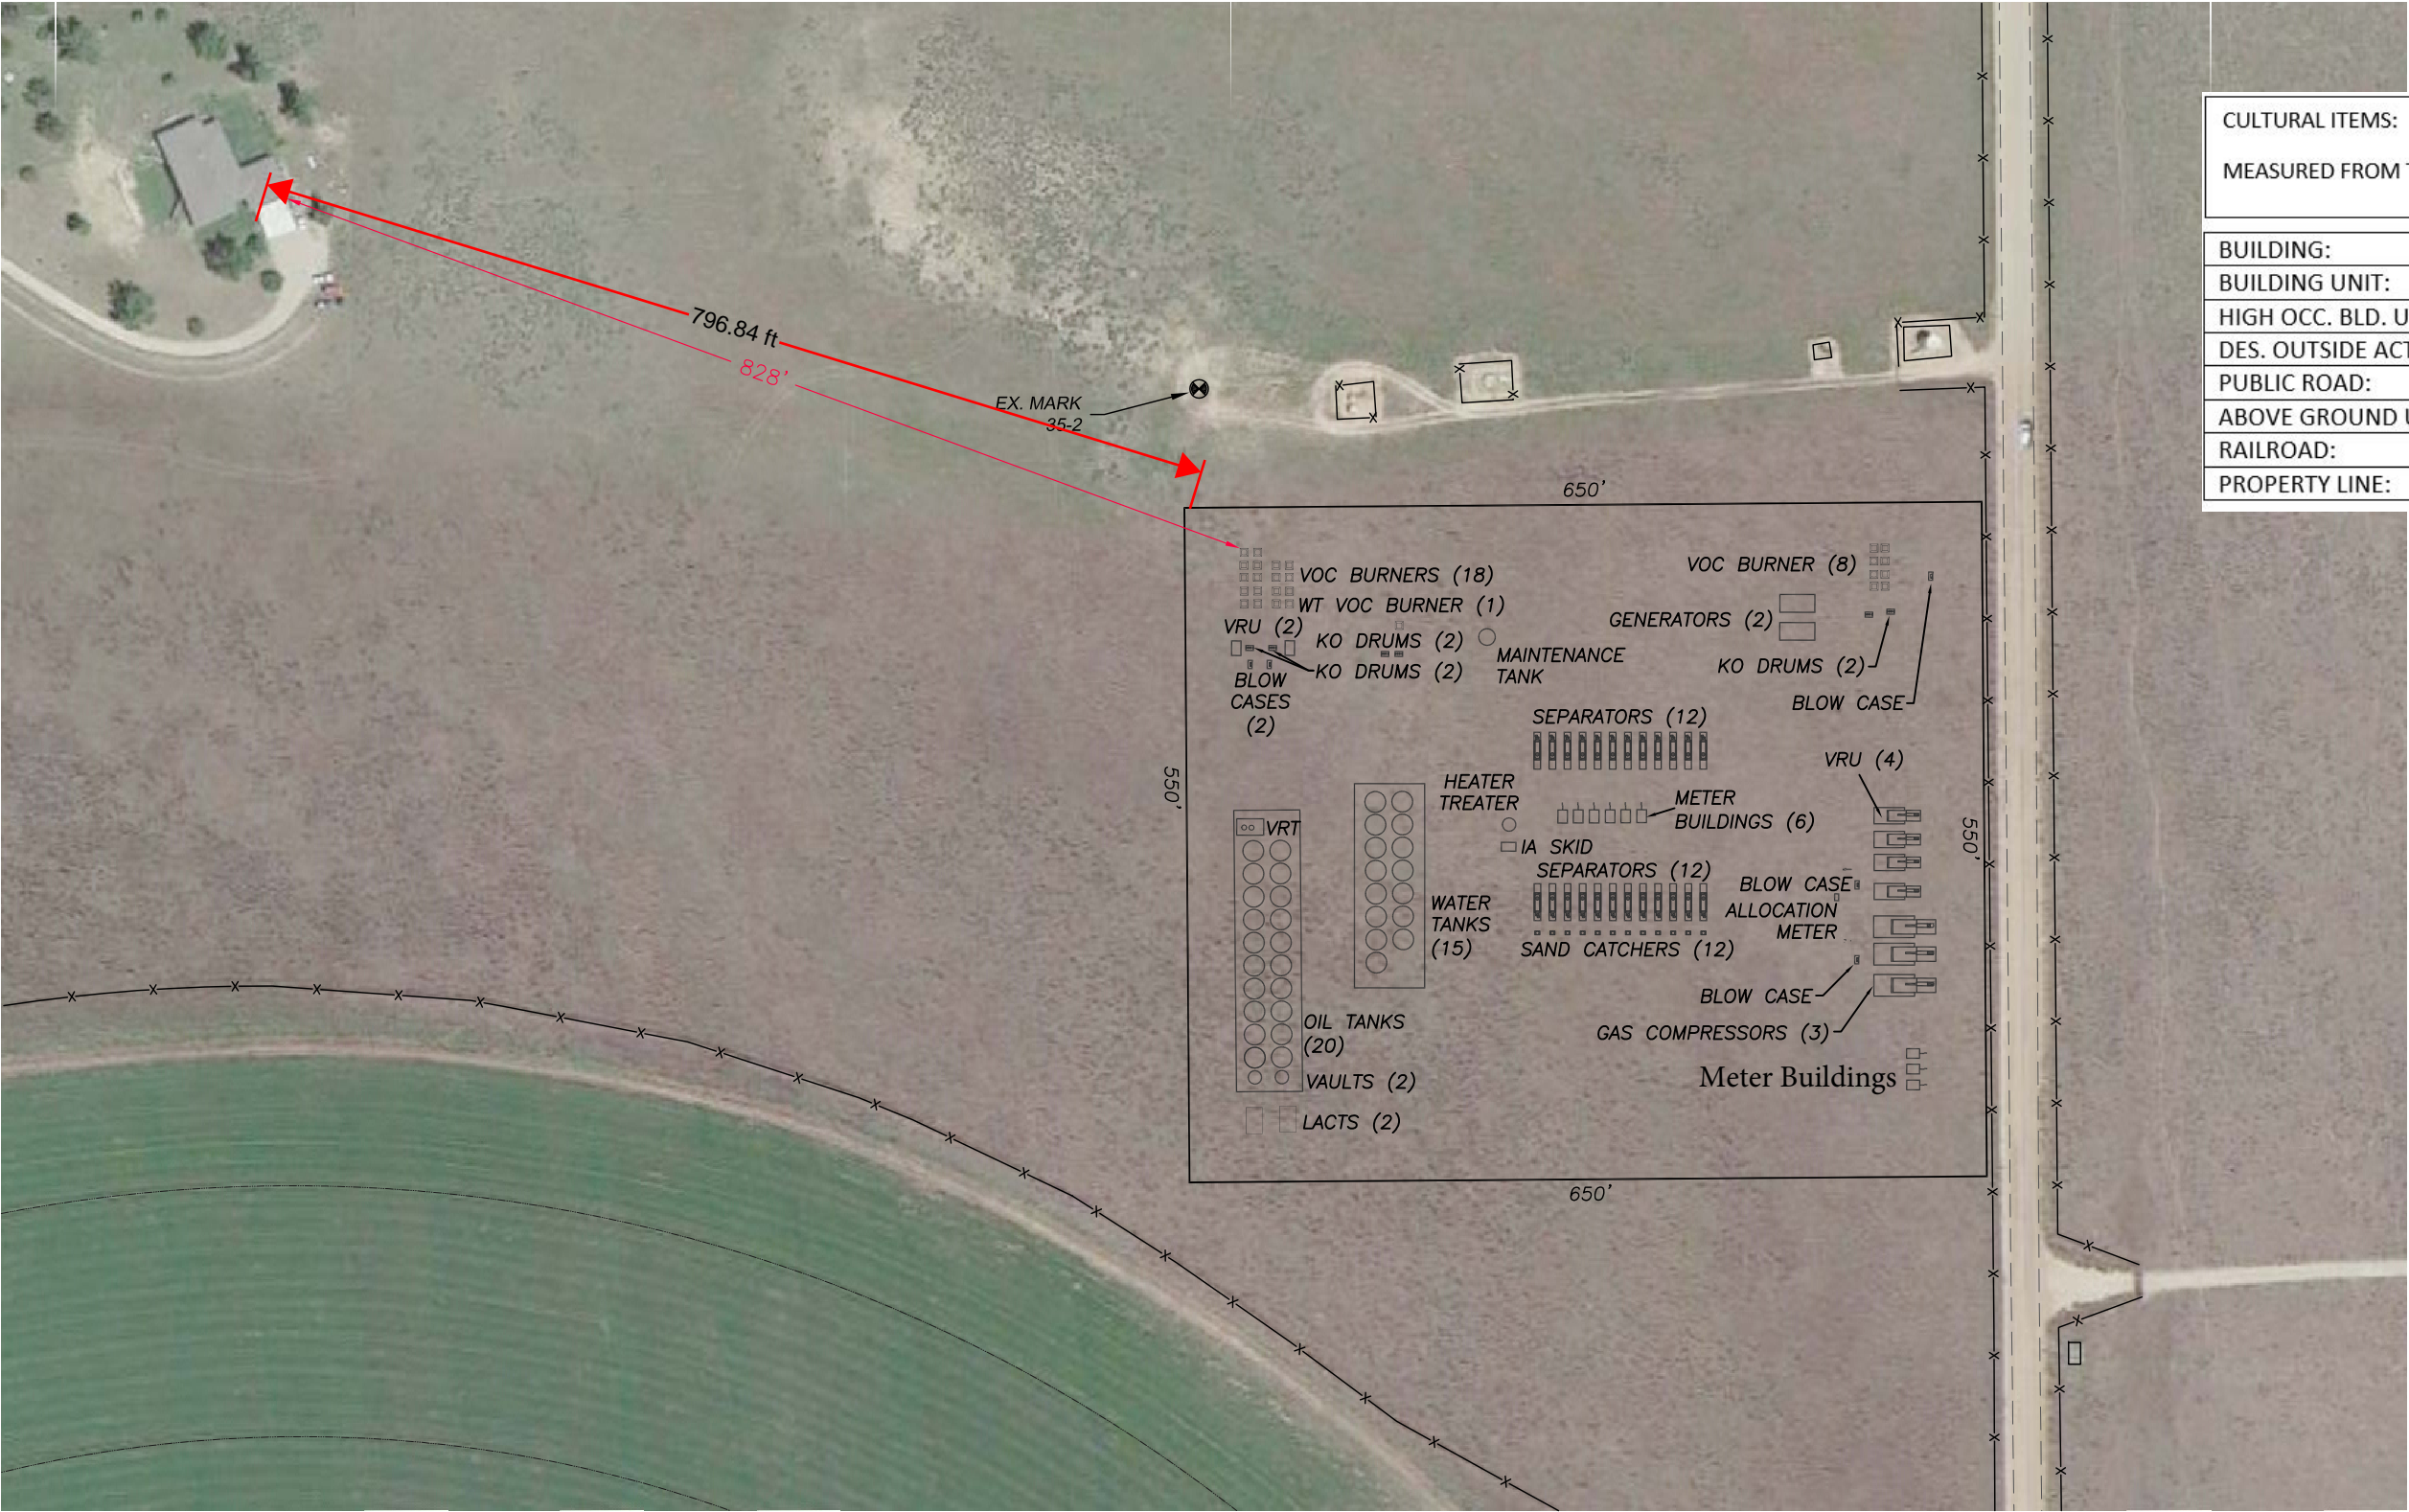 CULTURAL ITEMS:
MEASURED FROM
BUILDING:
BUILDING UNIT:
HIGH OCC. BLD. U
DES. OUTSIDE ACT
PUBLIC ROAD:
ABOVE GROUND U
RAILROAD:
PROPERTY LINE:
796.84 ft
828'
EX. MARK
35-2
650'
VOC BURNERS (18)
WT VOC BURNER (1)
VRU (2)
KO DRUMS (2)
KO DRUMS (2)
BLOW
CASES
(2)
MAINTENANCE
TANK
VOC BURNER (8)
GENERATORS (2)
KO DRUMS (2)
BLOW CASE
SEPARATORS (12)
VRU (4)
550'
HEATER
TREATER
METER
BUILDINGS (6)
550'
VRT
IA SKID
SEPARATORS (12)
BLOW CASE
ALLOCATION
METER
WATER
TANKS
(15)
SAND CATCHERS (12)
BLOW CASE
OIL TANKS
(20)
GAS COMPRESSORS (3)
VAULTS (2)
Meter Buildings
LACTS (2)
650'